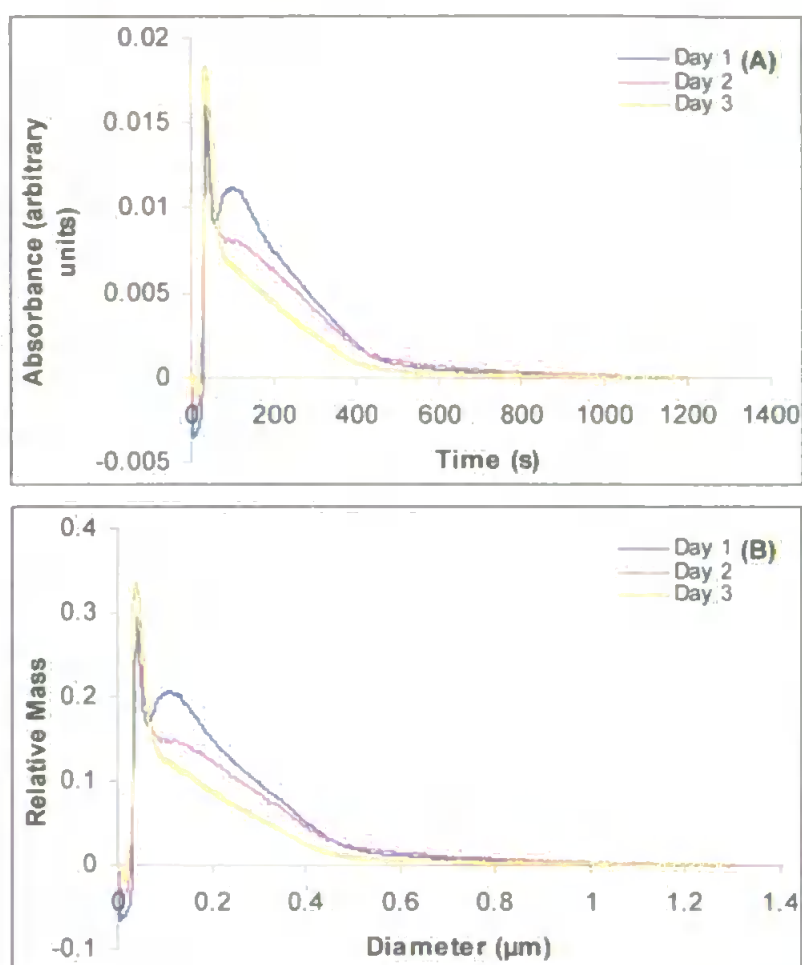 0.02
0.015
0.01
0.005
0
-0.005
Absorbance (arbitrary
units)
Day 1 (A)
Day 2
Day 3
0 200 400 600 800 1000 1200 1400
Time (s)
0.4
0.3
0.2
0.1
0
-0.1
Relative Mass
Day 1 (B)
Day 2
Day 3
0 0.2 0.4 0.6 0.8 1 1.2 1.4
Diameter (µm)